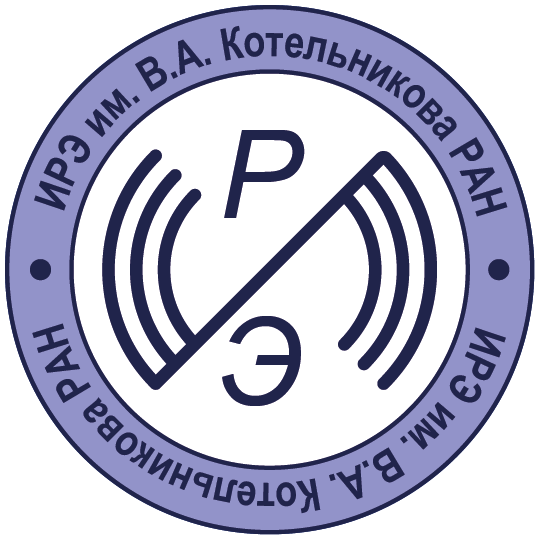 ИРЭ им. В.А. Котельникова РАН
Р
Э
ИРЭ им. В.А. Котельникова РАН